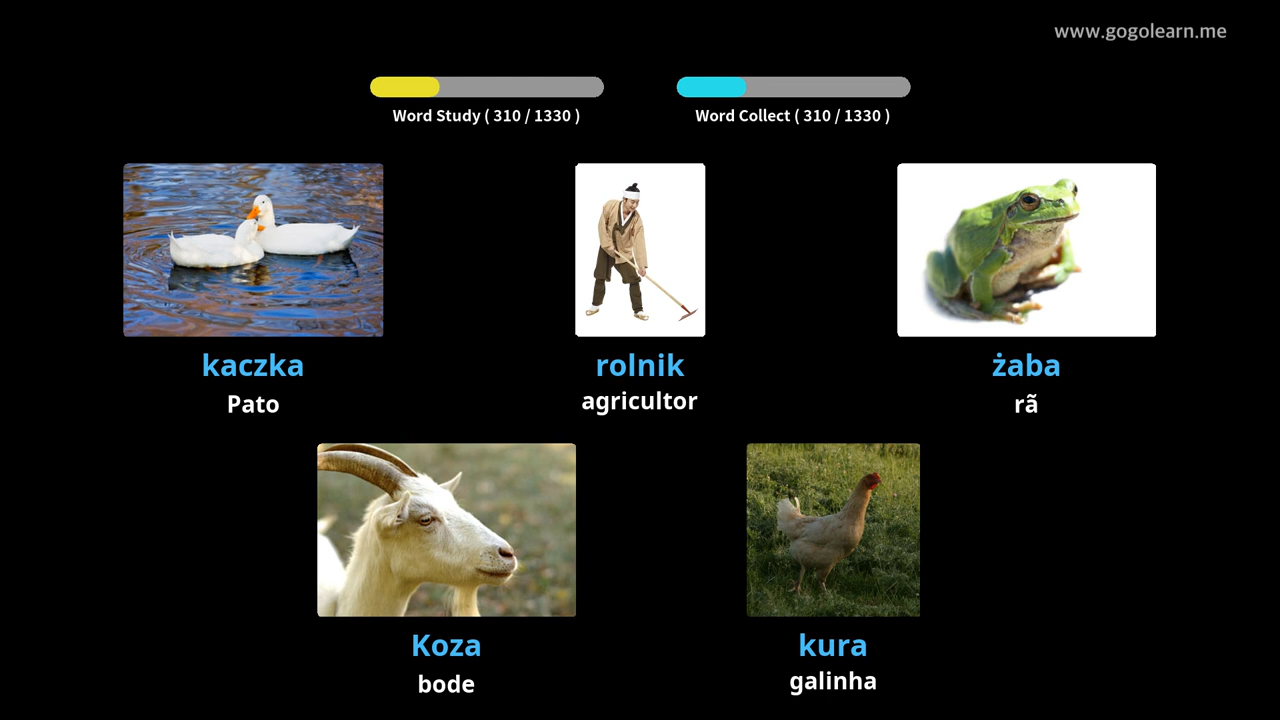 www.gogolearn.me
Word Study ( 310 / 1330 )
Word Collect ( 310 / 1330 )
kaczka
Pato
rolnik
agricultor
żaba
rã
Koza
bode
kura
galinha